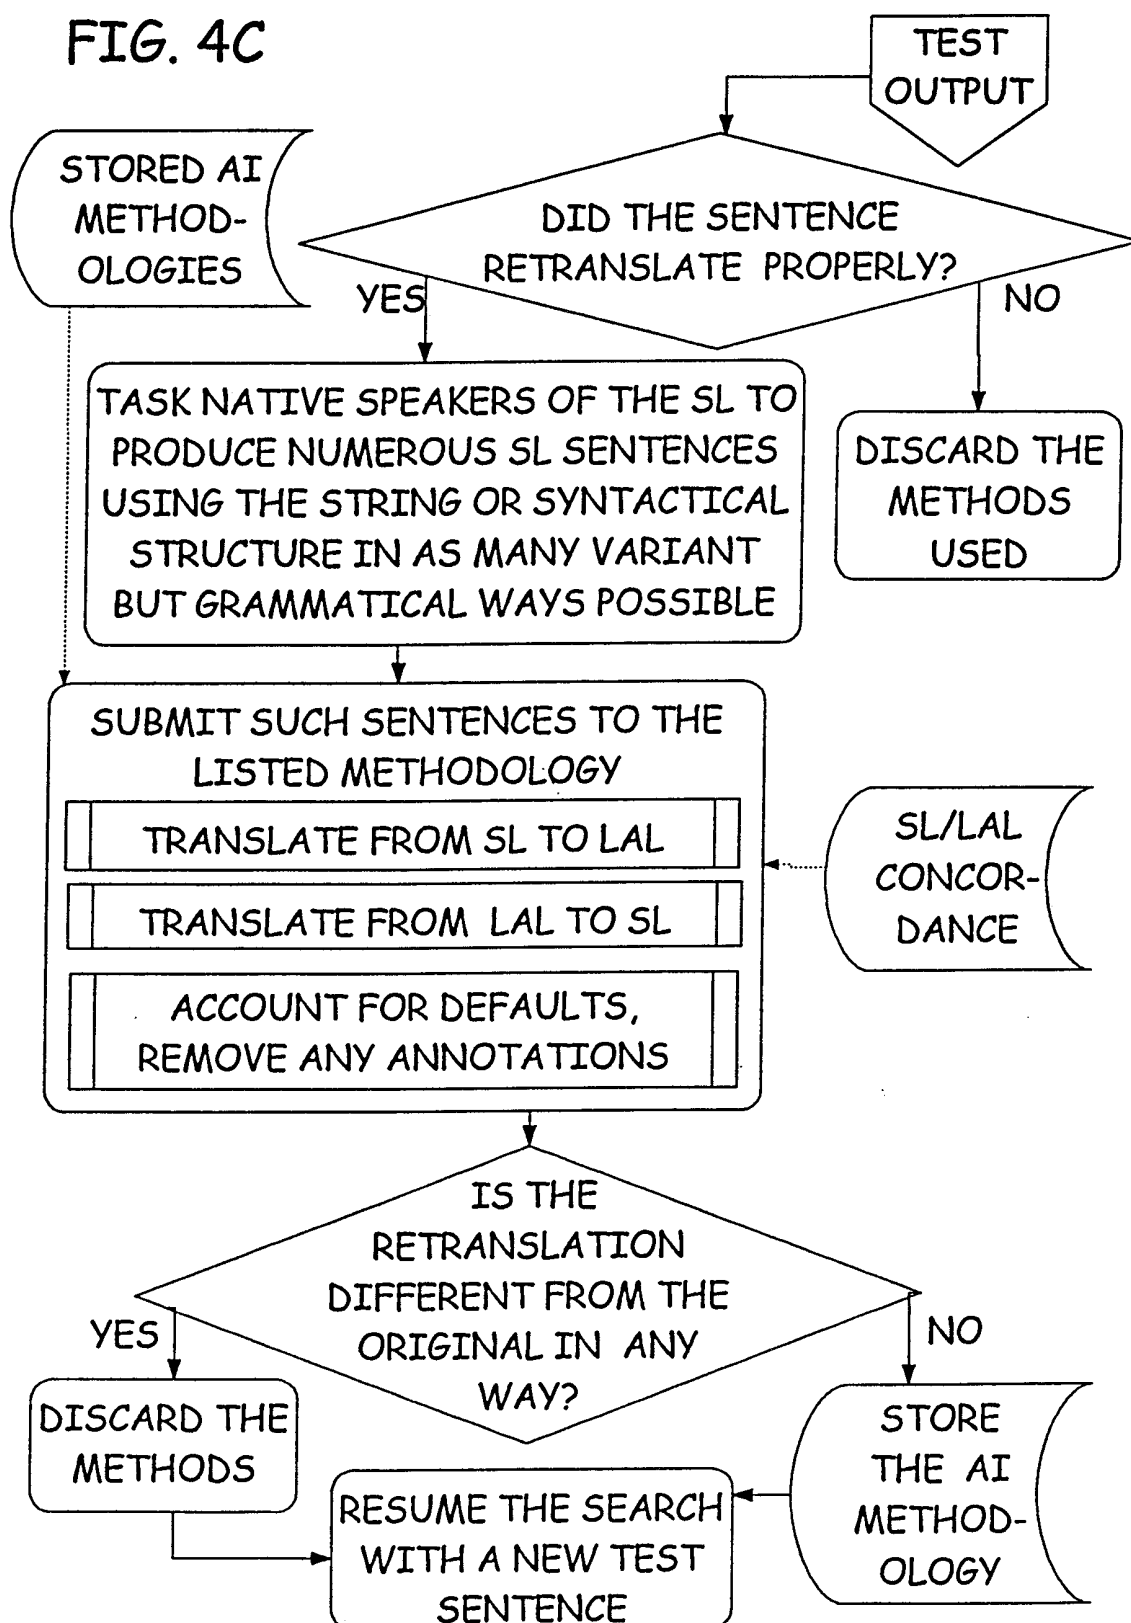 FIG. 4C
TEST
OUTPUT
STORED AI
METHOD-
OLOGIES
DID THE SENTENCE
RETRANSLATE PROPERLY?
YES
NO
TASK NATIVE SPEAKERS OF THE SL TO
PRODUCE NUMEROUS SL SENTENCES
USING THE STRING OR SYNTACTICAL
STRUCTURE IN AS MANY VARIANT
BUT GRAMMATICAL WAYS POSSIBLE
DISCARD THE
METHODS
USED
SUBMIT SUCH SENTENCES TO THE
LISTED METHODOLOGY
TRANSLATE FROM SL TO LAL
TRANSLATE FROM LAL TO SL
ACCOUNT FOR DEFAULTS,
REMOVE ANY ANNOTATIONS
SL/LAL
CONCOR-
DANCE
IS THE
RETRANSLATION
DIFFERENT FROM THE
ORIGINAL IN ANY
WAY?
YES
NO
DISCARD THE
METHODS
STORE
THE AI
METHOD-
OLOGY
RESUME THE SEARCH
WITH A NEW TEST
SENTENCE